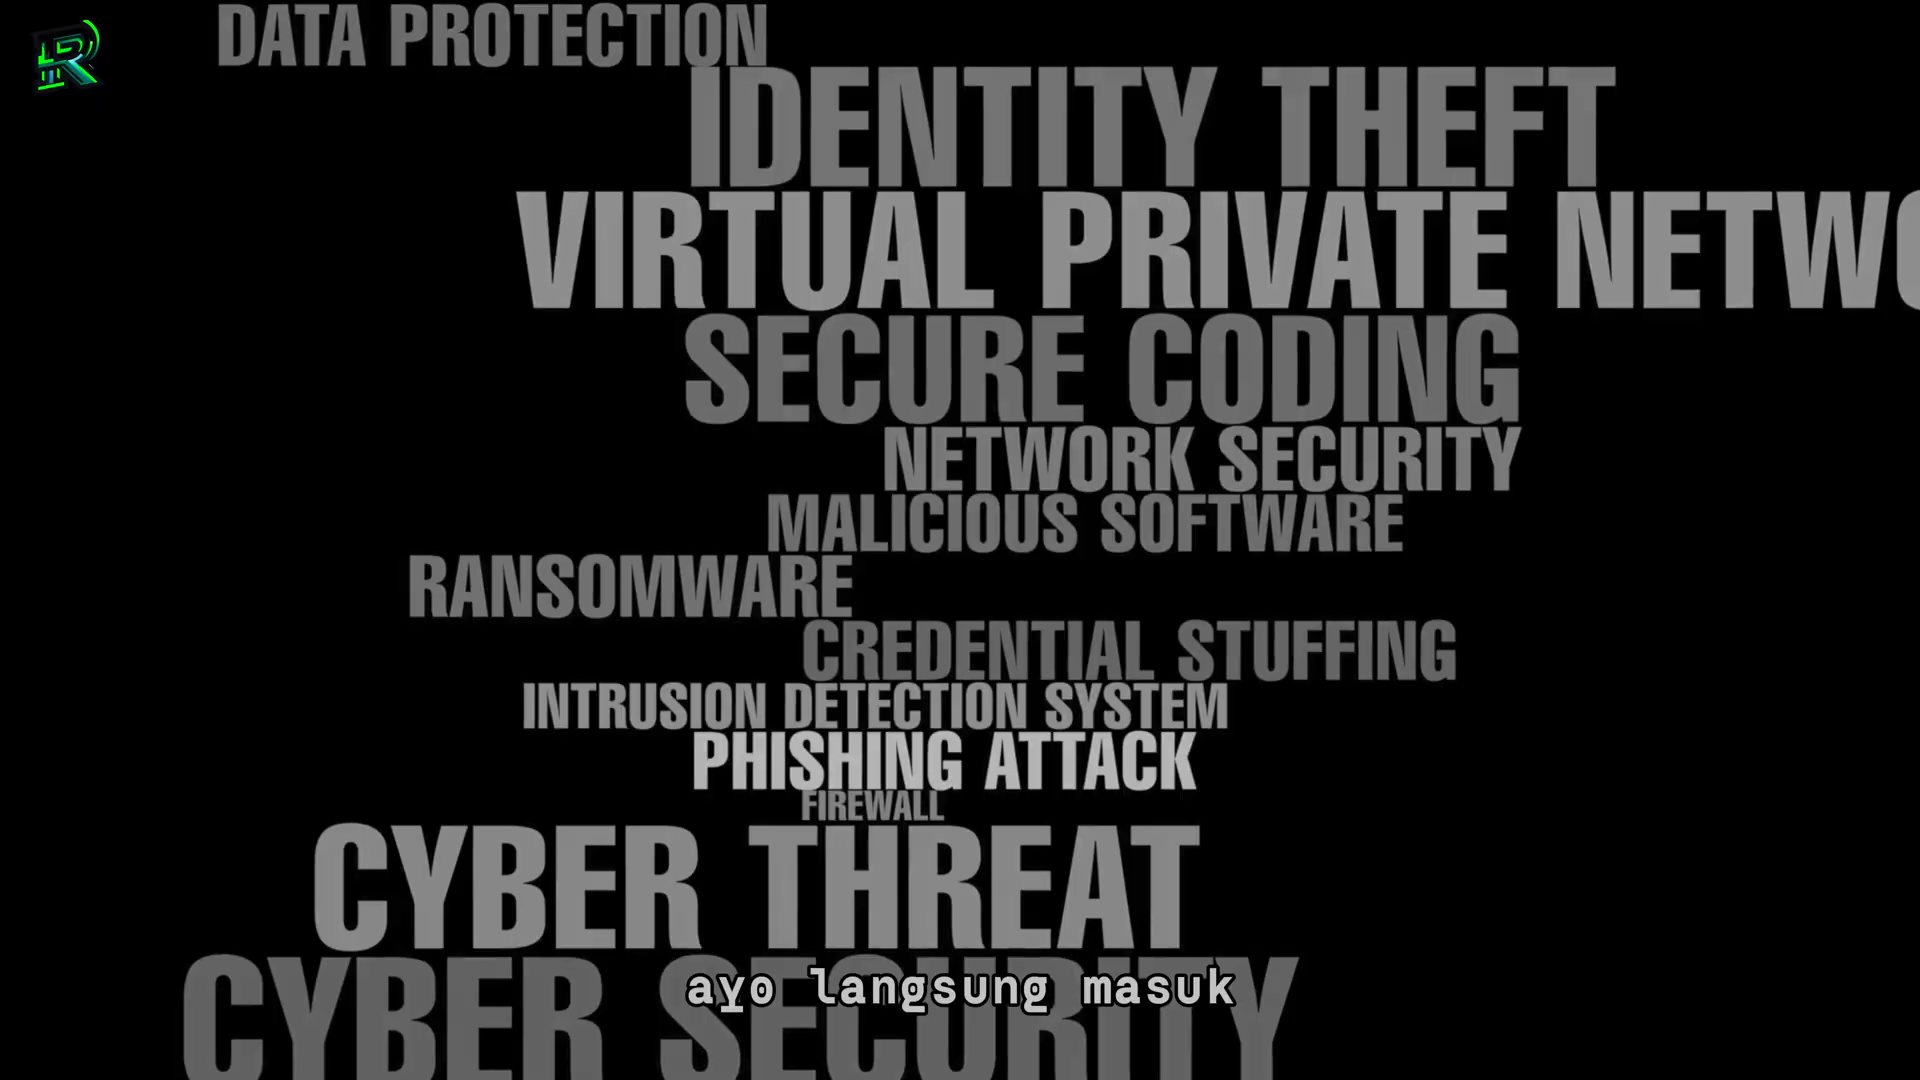 DATA PROTECTION
IDENTITY THEFT
VIRTUAL PRIVATE NETWO
SECURE CODING
NETWORK SECURITY
MALICIOUS SOFTWARE
RANSOMWARE
CREDENTIAL STUFFING
INTRUSION DETECTION SYSTEM
PHISHING ATTACK
FIREWALL
CYBER THREAT
CYBER SECURITY
ayo langsung masuk